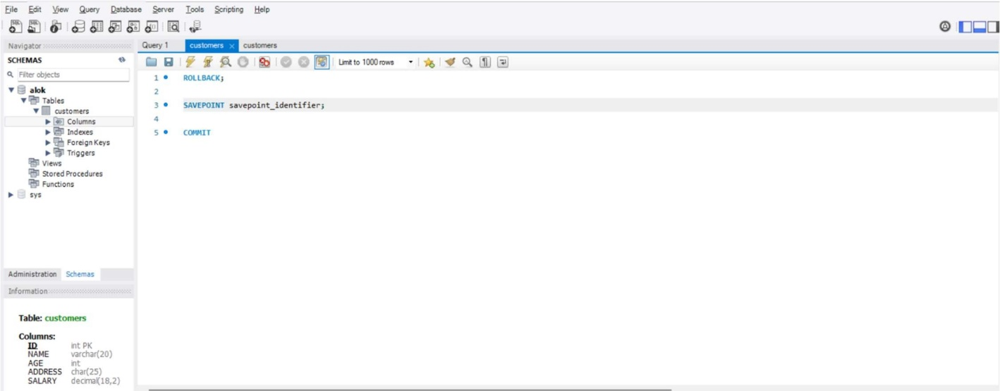 File Edit View Query Database Server Tools Scripting Help
Navigator
SCHEMAS
Filter objects
alok
Tables
customers
Columns
Indexes
Foreign Keys
Triggers
Views
Stored Procedures
Functions
sys
Administration Schemas
Information
Table: customers
Columns:
ID int PK
NAME varchar(20)
AGE int
ADDRESS char(25)
SALARY decimal(18,2)
Query 1 customers customers
Limit to 1000 rows
1 ROLLBACK;
2
3 SAVEPOINT savepoint_identifier;
4
5 COMMIT